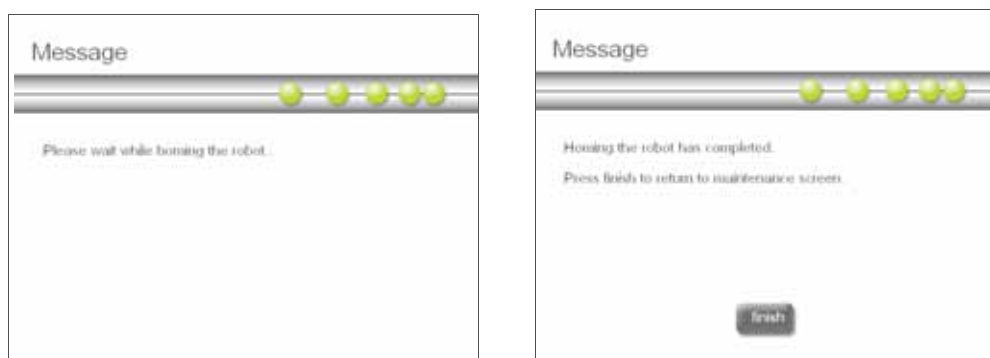 Message
Please wait while homing the robot..
Message
Homing the robot has completed.
Press finish to return to maintenance screen.
finish